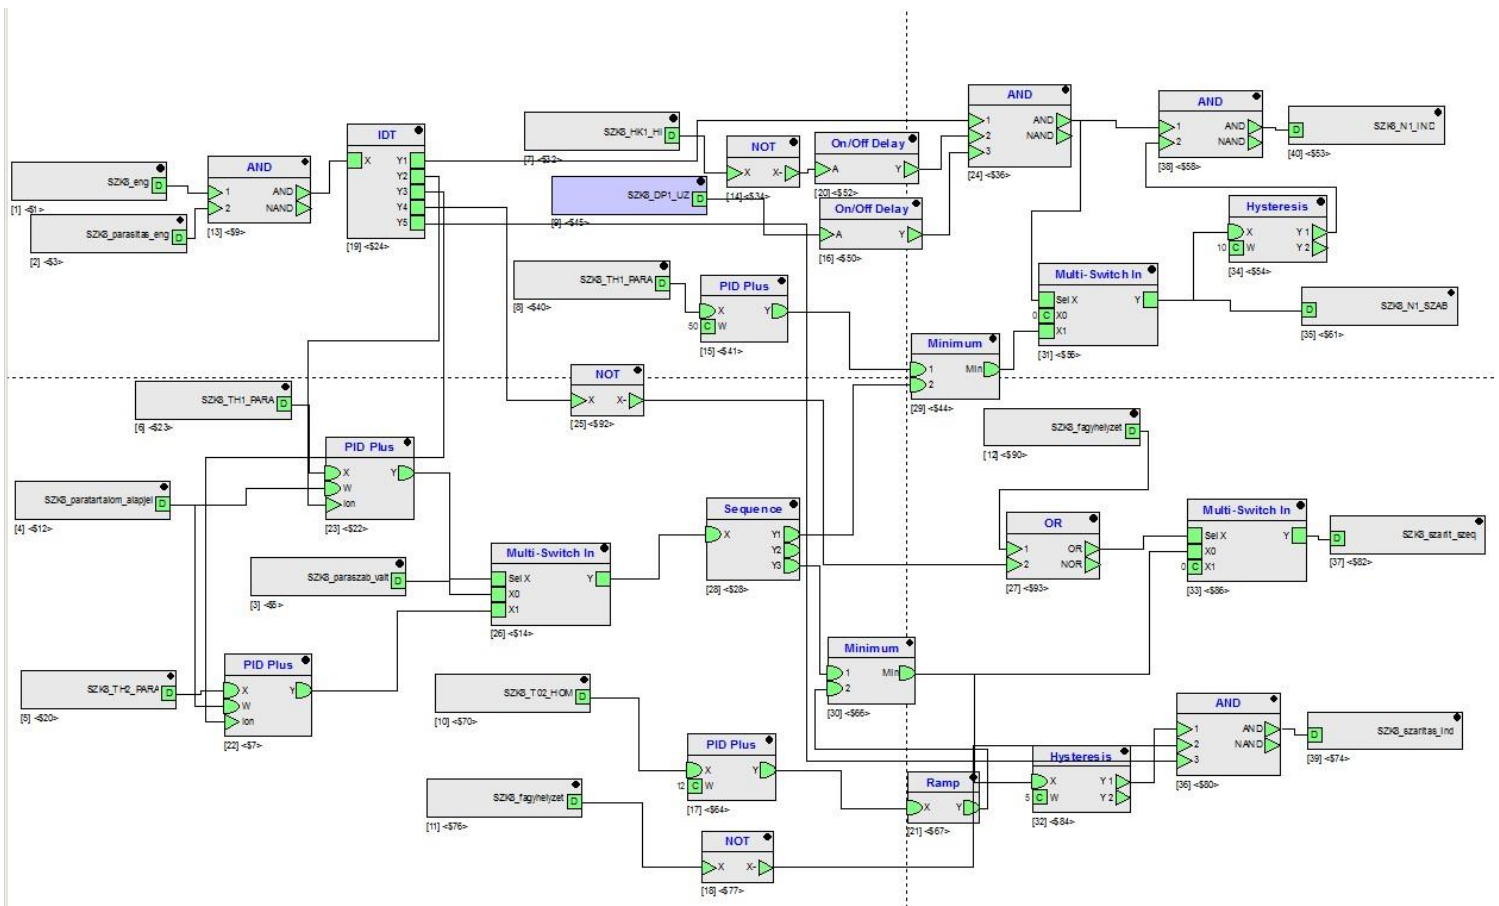 SZK8_eng D
[1] <$1>
SZK8_parasitas_eng D
[2] <$3>
AND
1 AND
2 NAND
[13] <$9>
IDT
X Y1
Y2
Y3
Y4
Y5
[19] <$24>
SZK8_HK1_HI D
[7] <$32>
NOT
X X-
[14] <$34>
SZK8_DP1_UZ D
[9] <$45>
On/Off Delay
A Y
[20] <$52>
On/Off Delay
A Y
[16] <$50>
AND
1 AND
2 NAND
3
[24] <$36>
AND
1 AND
2 NAND
[38] <$58>
D SZK8_N1_IND
[40] <$53>
Hysteresis
X Y 1
10 C W Y 2
[34] <$54>
SZK8_TH1_PARA D
[8] <$40>
PID Plus
X Y
50 C W
[15] <$41>
Multi-Switch In
Sel X Y
0 C X0
X1
[31] <$56>
D SZK8_N1_SZAB
[35] <$61>
Minimum
1 Min
2
[29] <$44>
NOT
X X-
[25] <$92>
SZK8_TH1_PARA D
[6] <$23>
SZK8_fagyhelyzet D
[12] <$90>
PID Plus
X Y
W
Ion
[23] <$22>
SZK8_paratartalom_alapjel D
[4] <$12>
SZK8_paraszab_valt D
[3] <$5>
Multi-Switch In
Sel X Y
X0
X1
[26] <$14>
Sequence
X Y1
Y2
Y3
[28] <$28>
OR
1 OR
2 NOR
[27] <$93>
Multi-Switch In
Sel X Y
X0
0 C X1
[33] <$86>
D SZK8_szarit_szeq
[37] <$82>
SZK8_TH2_PARA D
[5] <$20>
PID Plus
X Y
W
Ion
[22] <$7>
Minimum
1 Min
2
[30] <$66>
SZK8_T02_HOM D
[10] <$70>
PID Plus
X Y
12 C W
[17] <$64>
SZK8_fagyhelyzet D
[11] <$76>
NOT
X X-
[18] <$77>
Ramp
X Y
[21] <$67>
Hysteresis
X Y 1
5 C W Y 2
[32] <$84>
AND
1 AND
2 NAND
3
[36] <$80>
D SZK8_szaritas_ind
[39] <$74>